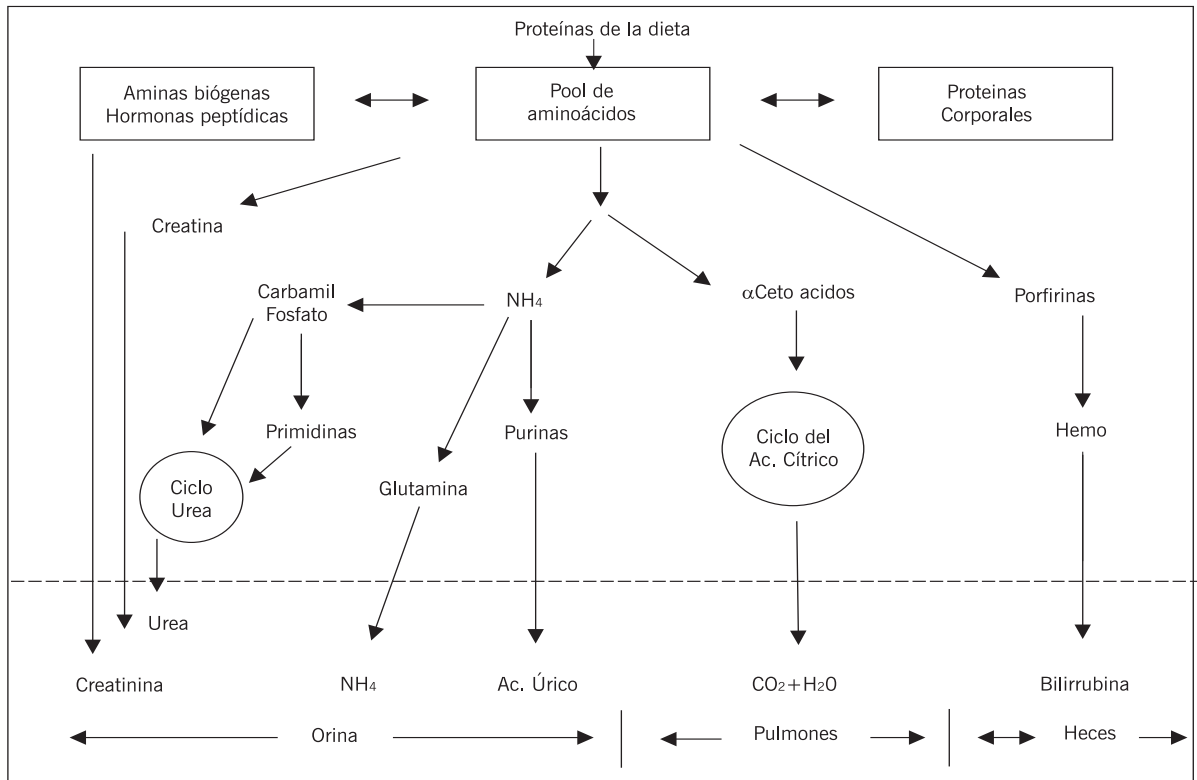 Proteínas de la dieta
Aminas biógenas
Hormonas peptídicas
Pool de
aminoácidos
Proteinas
Corporales
Creatina
Carbamil
Fosfato
NH₄
αCeto acidos
Porfirinas
Primidinas
Purinas
Ciclo del
Ac. Cítrico
Hemo
Ciclo
Urea
Glutamina
Urea
Creatinina
NH₄
Ac. Úrico
CO₂+H₂O
Bilirrubina
Orina
Pulmones
Heces